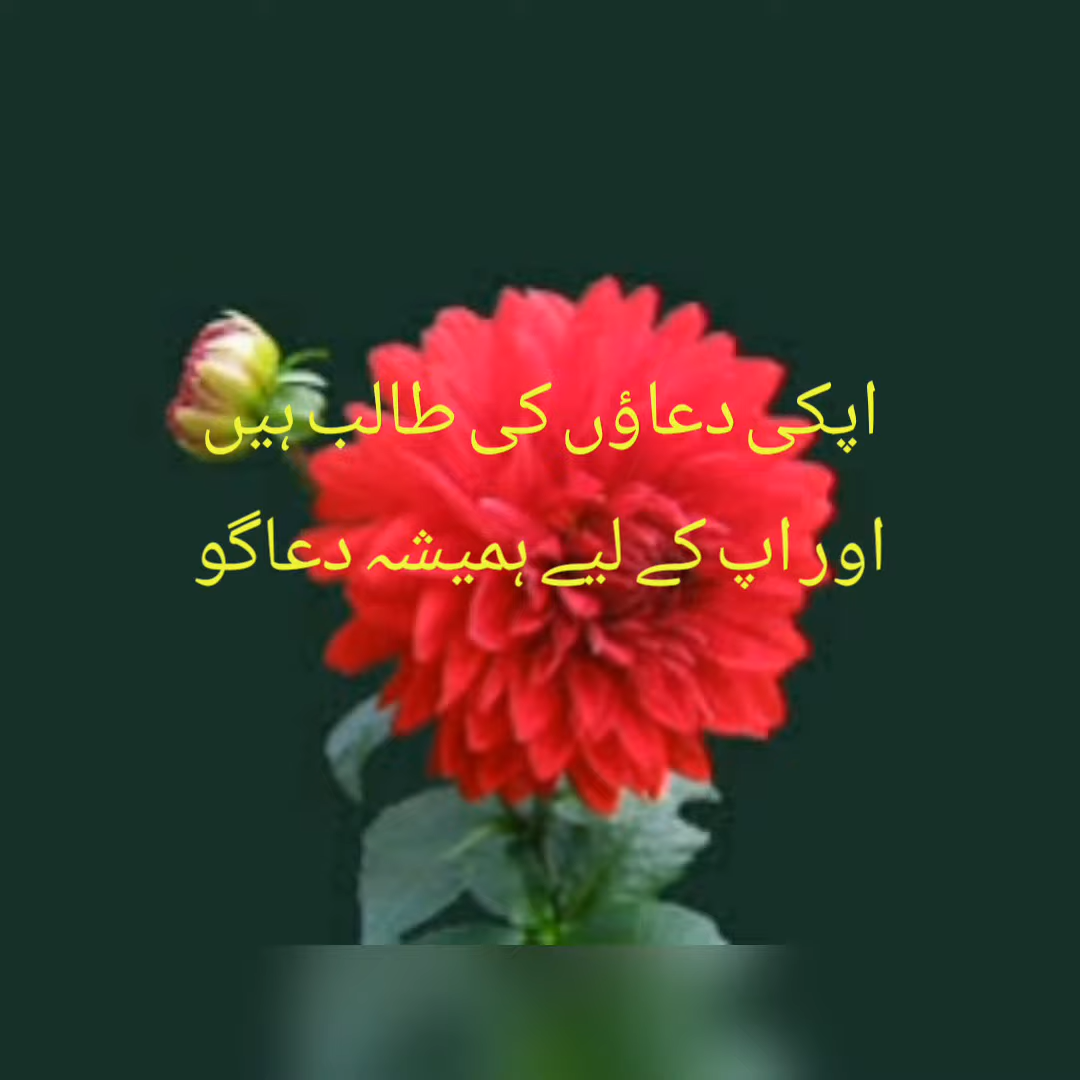 اپکی دعاؤں کی طالب ہیں
اور اپ کے لیے ہمیشہ دعاگو